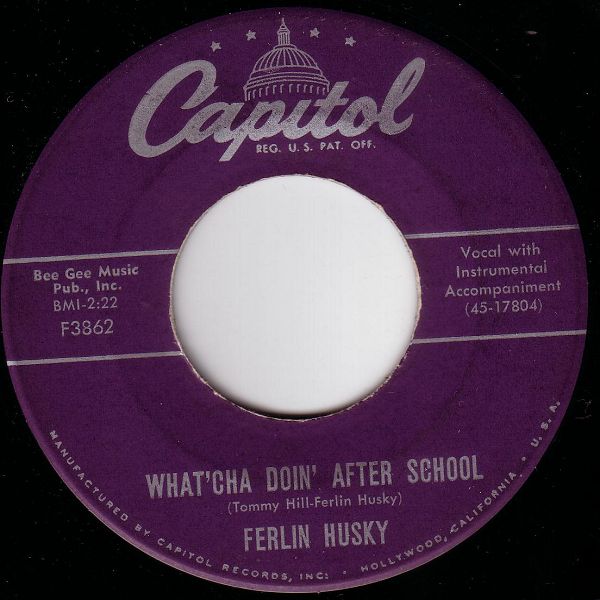 Capitol
REG. U.S. PAT. OFF.
Bee Gee Music
Pub., Inc.
BMI-2:22
F3862
Vocal with
Instrumental
Accompaniment
(45-17804)
WHAT'CHA DOIN' AFTER SCHOOL
(Tommy Hill-Ferlin Husky)
FERLIN HUSKY
MANUFACTURED BY CAPITOL RECORDS, INC. • HOLLYWOOD, CALIFORNIA. • U.S.A.